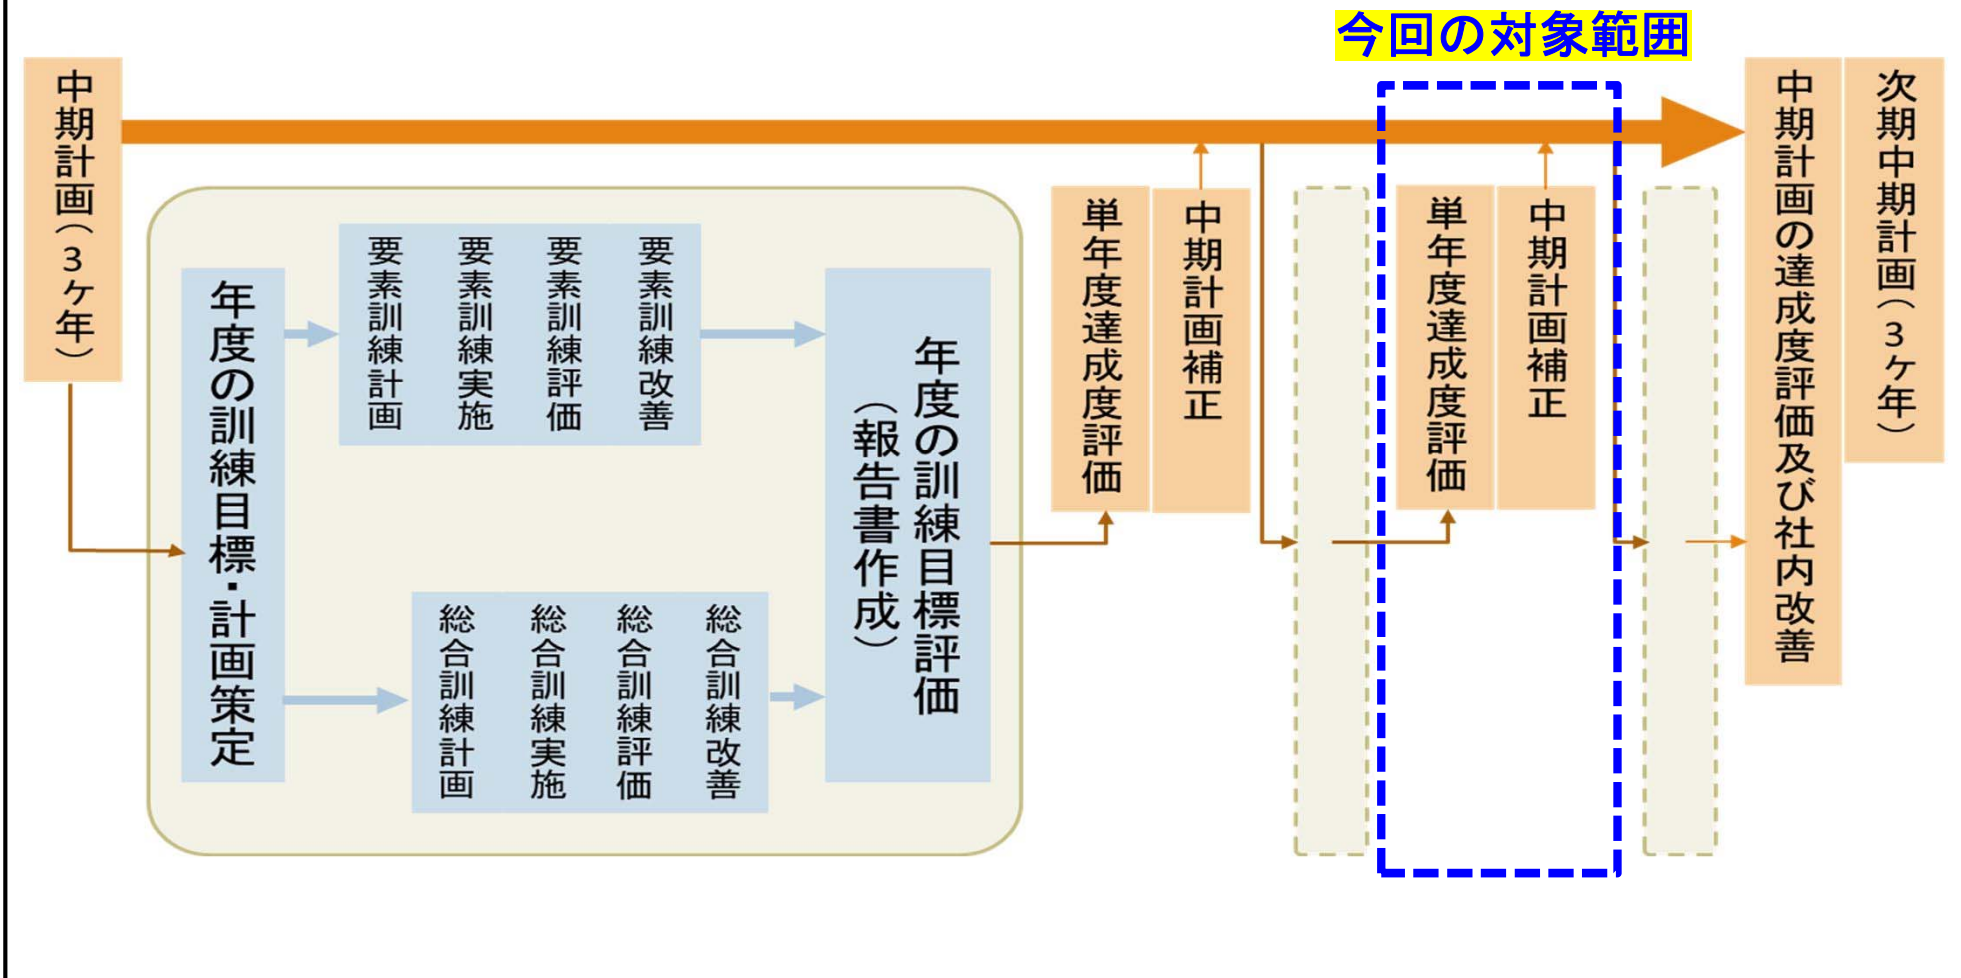 今回の対象範囲
中期計画(3ヶ年)
年度の訓練目標・計画策定
要素訓練計画
要素訓練実施
要素訓練評価
要素訓練改善
総合訓練計画
総合訓練実施
総合訓練評価
総合訓練改善
年度の訓練目標評価
(報告書作成)
単年度達成度評価
中期計画補正
単年度達成度評価
中期計画補正
中期計画の達成度評価及び社内改善
次期中期計画(3ヶ年)